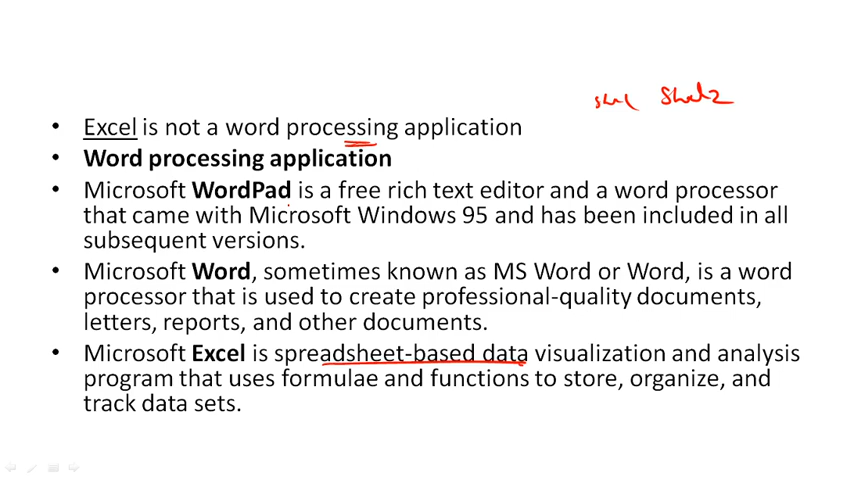 Sheet2
• Excel is not a word processing application
• Word processing application
• Microsoft WordPad is a free rich text editor and a word processor
that came with Microsoft Windows 95 and has been included in all
subsequent versions.
• Microsoft Word, sometimes known as MS Word or Word, is a word
processor that is used to create professional-quality documents,
letters, reports, and other documents.
• Microsoft Excel is spreadsheet-based data visualization and analysis
program that uses formulae and functions to store, organize, and
track data sets.